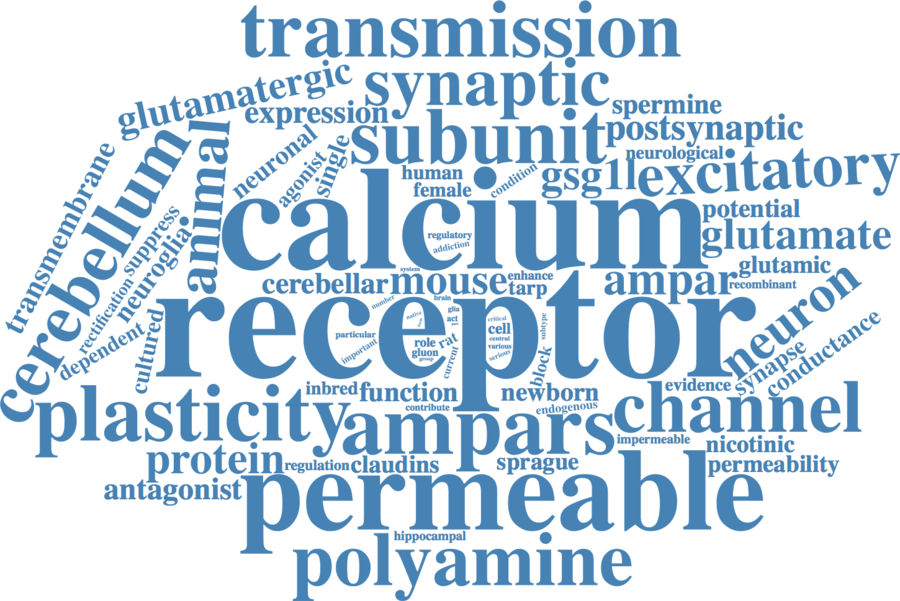 transmission
synaptic
glutamatergic
expression
spermine
subunit
postsynaptic
neurological
transmembrane
cerebellum
animal
neuronal
agonist
single
human
female
condition
gsg1l
excitatory
calcium
regulatory
addiction
potential
glutamate
suppress
rectification
neuroglia
dependent
cultured
system
cerebellar
mouse
enhance
tarp
ampar
glutamic
recombinant
receptor
number
brain
native
glia
act
particular
important
role
gluon
group
rat
current
critical
cell
central
various
serious
subtype
block
neuron
synapse
conductance
inbred
function
newborn
evidence
contribute
endogenous
plasticity
ampars
channel
impermeable
nicotinic
protein
regulation
claudins
sprague
permeability
antagonist
permeable
hippocampal
polyamine